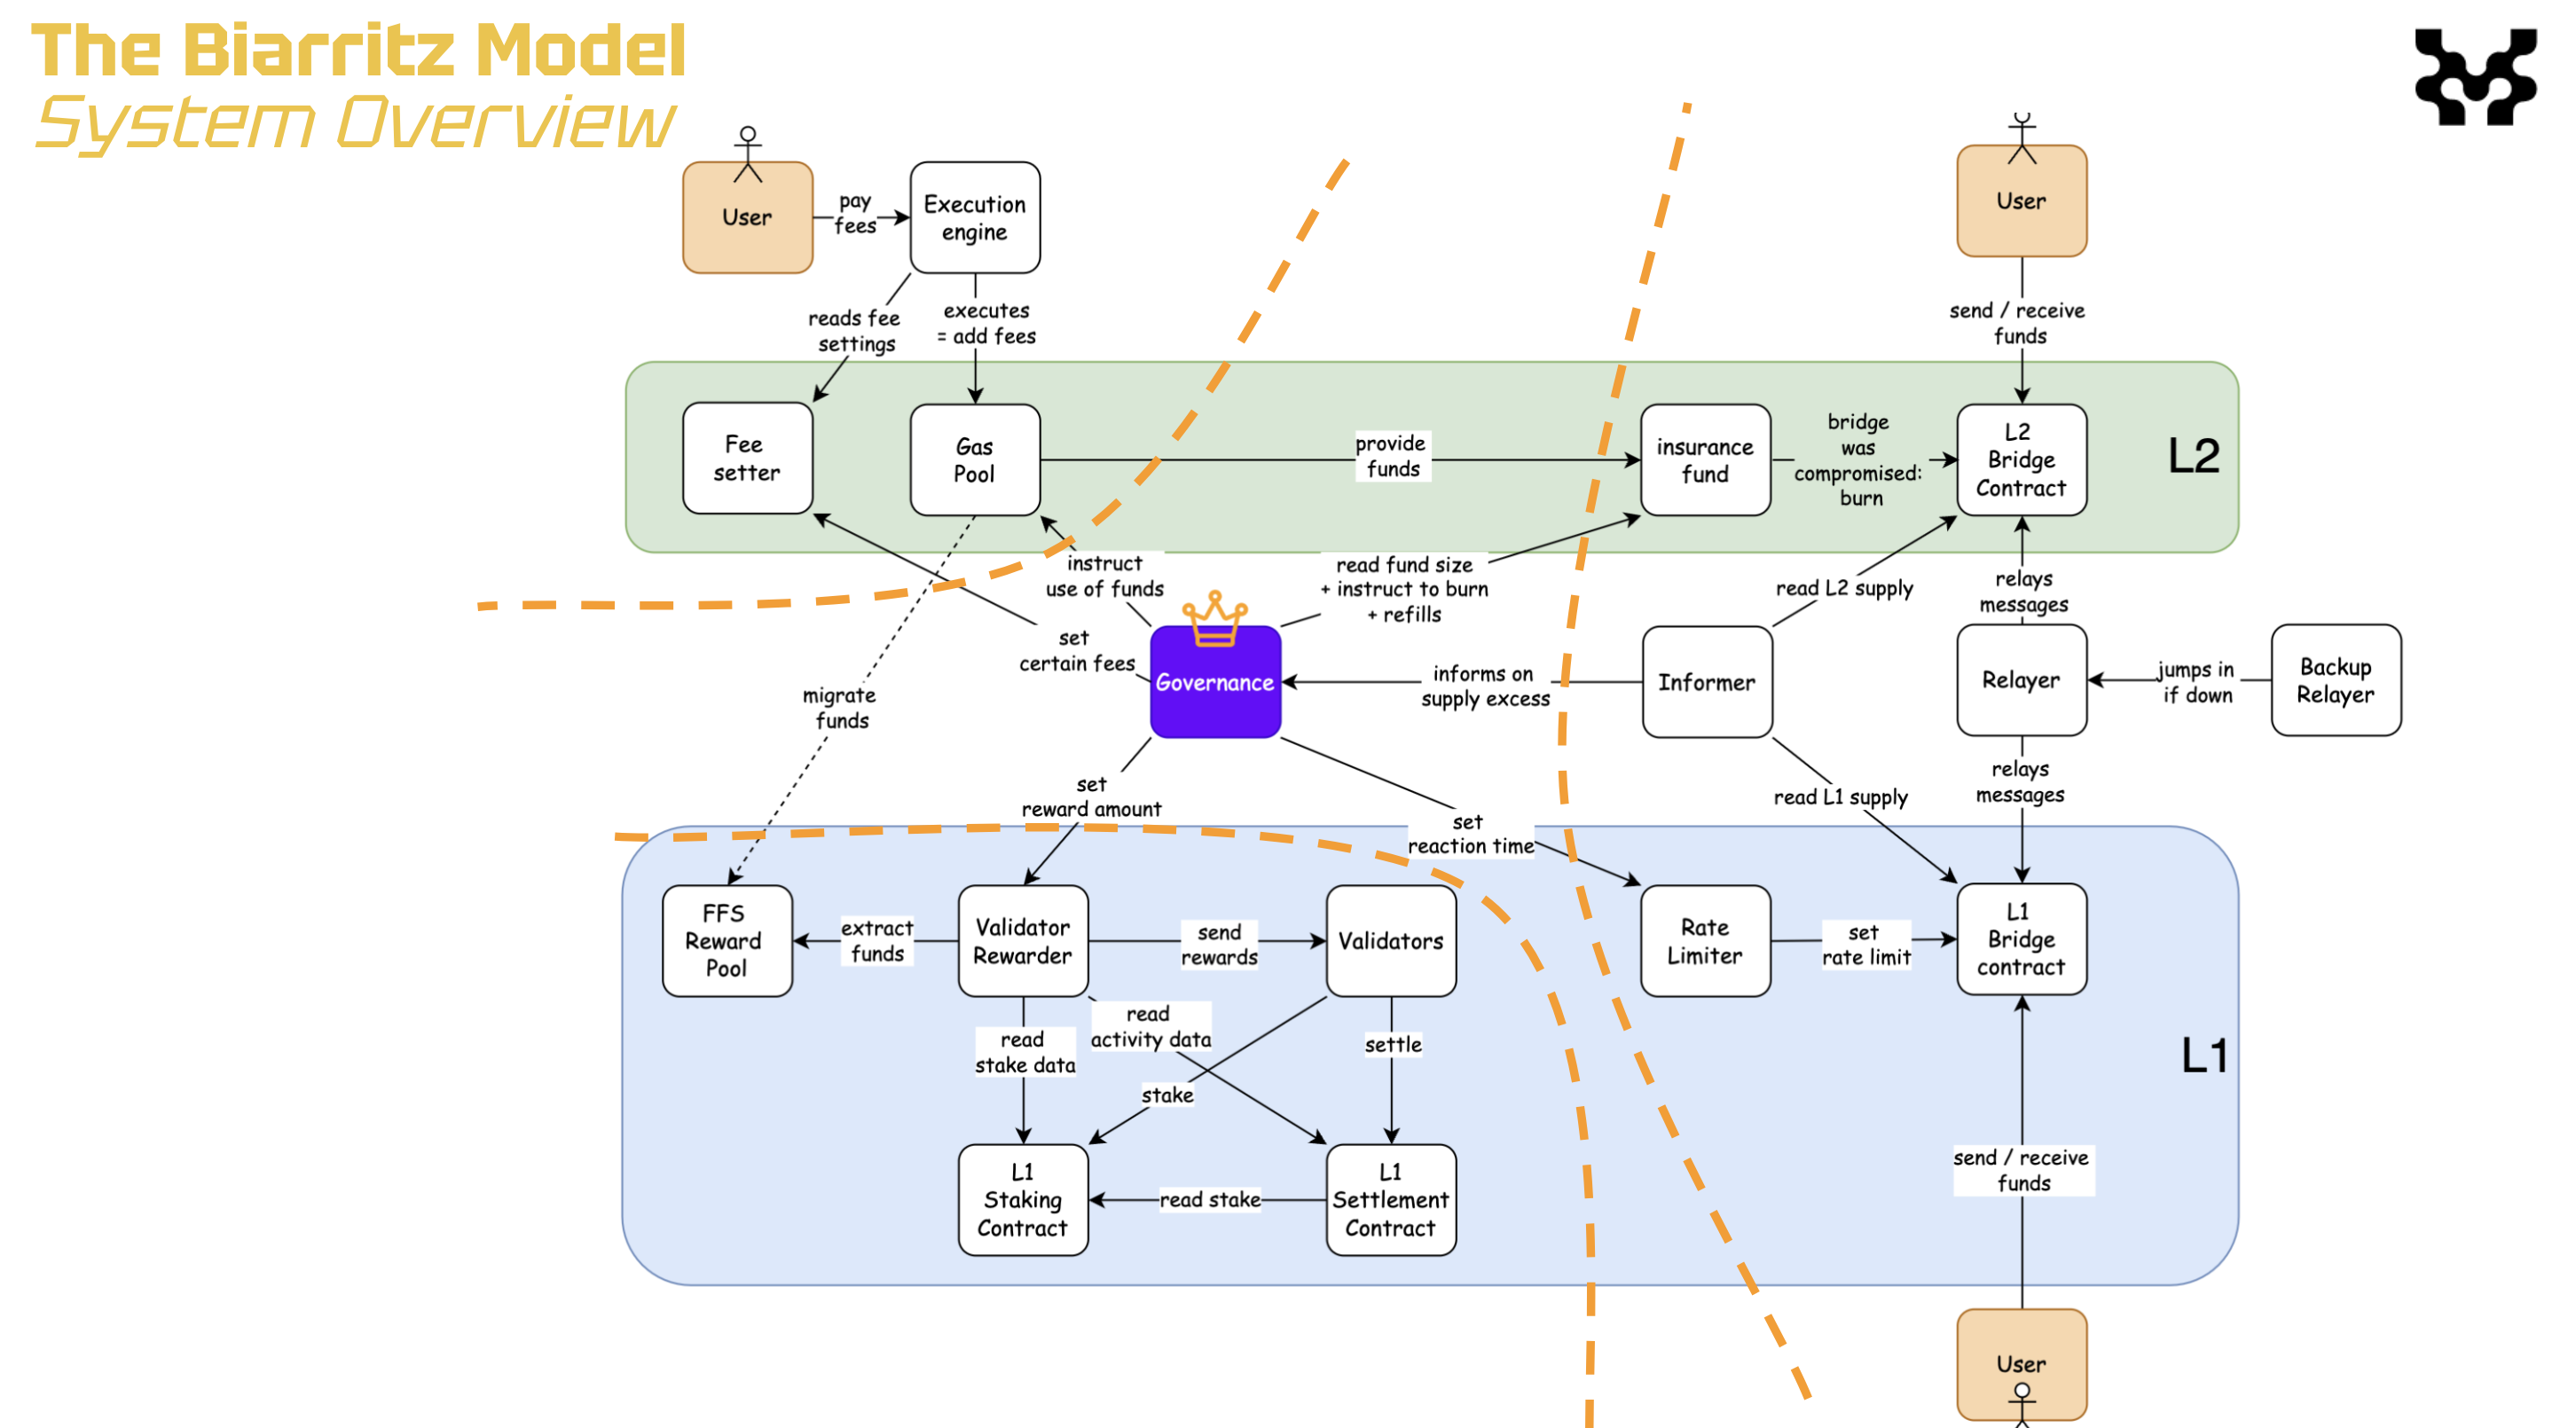 The Biarritz Model
System Overview
User
pay
fees
Execution
engine
User
reads fee
settings
executes
= add fees
send / receive
funds
Fee
setter
Gas
Pool
provide
funds
insurance
fund
bridge
was
compromised:
burn
L2
Bridge
Contract
L2
instruct
use of funds
read fund size
+ instruct to burn
+ refills
read L2 supply
relays
messages
set
certain fees
Governance
informs on
supply excess
Informer
Relayer
jumps in
if down
Backup
Relayer
migrate
funds
set
reward amount
set
reaction time
read L1 supply
relays
messages
FFS
Reward
Pool
extract
funds
Validator
Rewarder
send
rewards
Validators
Rate
Limiter
set
rate limit
L1
Bridge
contract
read
stake data
read
activity data
settle
stake
L1
L1
Staking
Contract
read stake
L1
Settlement
Contract
send / receive
funds
User